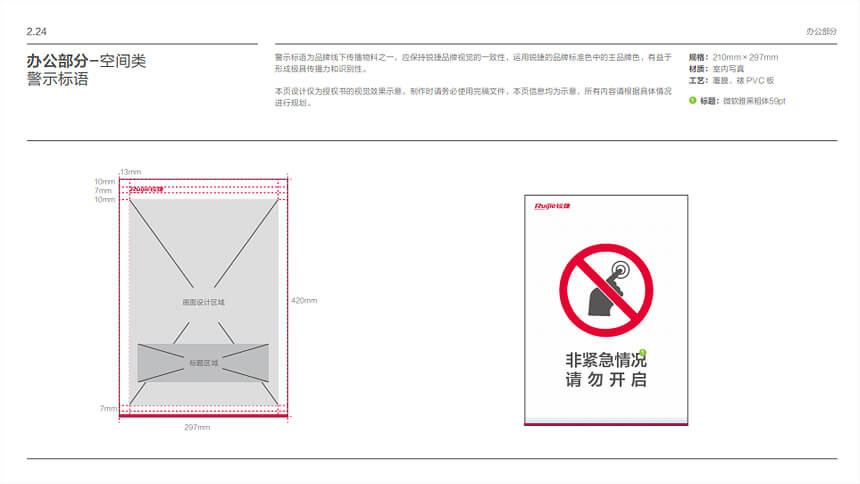 2.24
办公部分
办公部分-空间类
警示标语
警示标语为品牌线下传播物料之一,应保持锐捷品牌视觉的一致性,运用锐捷的品牌标准色中的主品牌色,有益于
形成极具传播力和识别性。
本页设计仅为授权书的视觉效果示意。制作时请务必使用完稿文件,本页信息均为示意,所有内容请根据具体情况
进行规划。
规格:210mm×297mm
材质:室内写真
工艺:覆膜、裱 PVC 板
标题:微软雅黑粗体59pt
13mm
10mm
7mm
10mm
Ruijie锐捷
画面设计区域
标题区域
420mm
7mm
297mm
Ruijie锐捷
非紧急情况
请勿开启